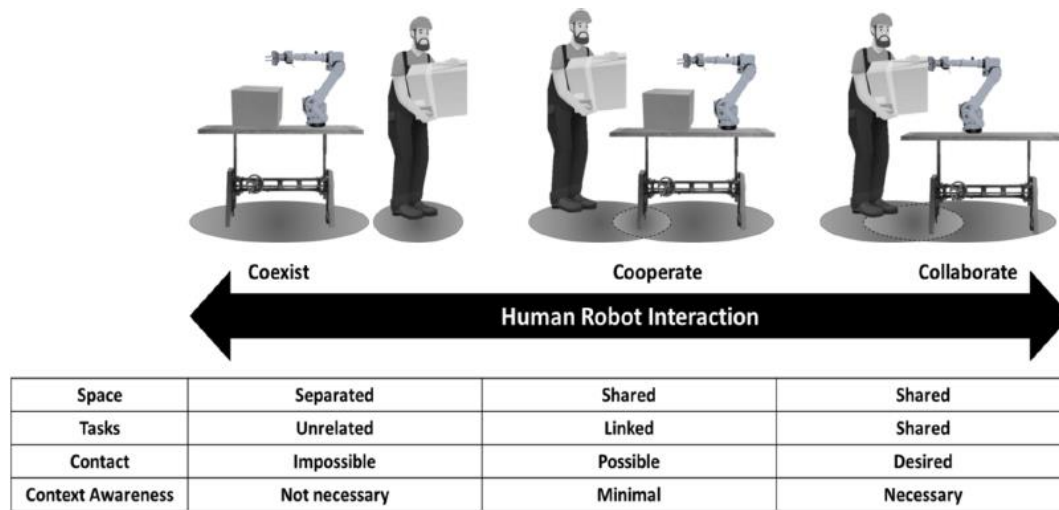 Coexist Cooperate Collaborate
Human Robot Interaction
Space Separated Shared Shared
Tasks Unrelated Linked Shared
Contact Impossible Possible Desired
Context Awareness Not necessary Minimal Necessary